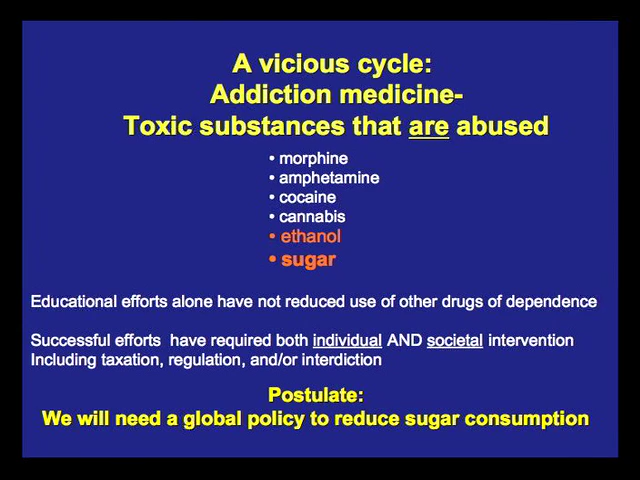 A vicious cycle:
Addiction medicine-
Toxic substances that are abused
• morphine
• amphetamine
• cocaine
• cannabis
• ethanol
• sugar
Educational efforts alone have not reduced use of other drugs of dependence
Successful efforts have required both individual AND societal intervention
Including taxation, regulation, and/or interdiction
Postulate:
We will need a global policy to reduce sugar consumption